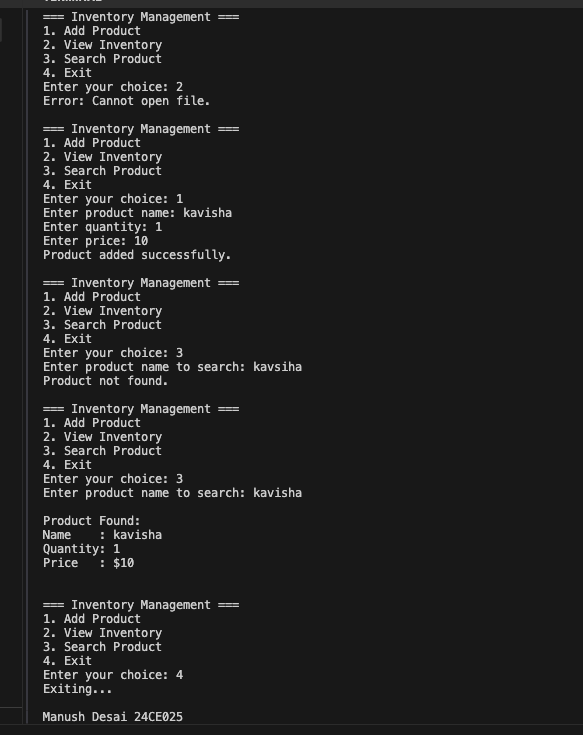 === Inventory Management ===
1. Add Product
2. View Inventory
3. Search Product
4. Exit
Enter your choice: 2
Error: Cannot open file.
=== Inventory Management ===
1. Add Product
2. View Inventory
3. Search Product
4. Exit
Enter your choice: 1
Enter product name: kavisha
Enter quantity: 1
Enter price: 10
Product added successfully.
=== Inventory Management ===
1. Add Product
2. View Inventory
3. Search Product
4. Exit
Enter your choice: 3
Enter product name to search: kavsiha
Product not found.
=== Inventory Management ===
1. Add Product
2. View Inventory
3. Search Product
4. Exit
Enter your choice: 3
Enter product name to search: kavisha
Product Found:
Name    : kavisha
Quantity: 1
Price   : $10
=== Inventory Management ===
1. Add Product
2. View Inventory
3. Search Product
4. Exit
Enter your choice: 4
Exiting...
Manush Desai 24CE025